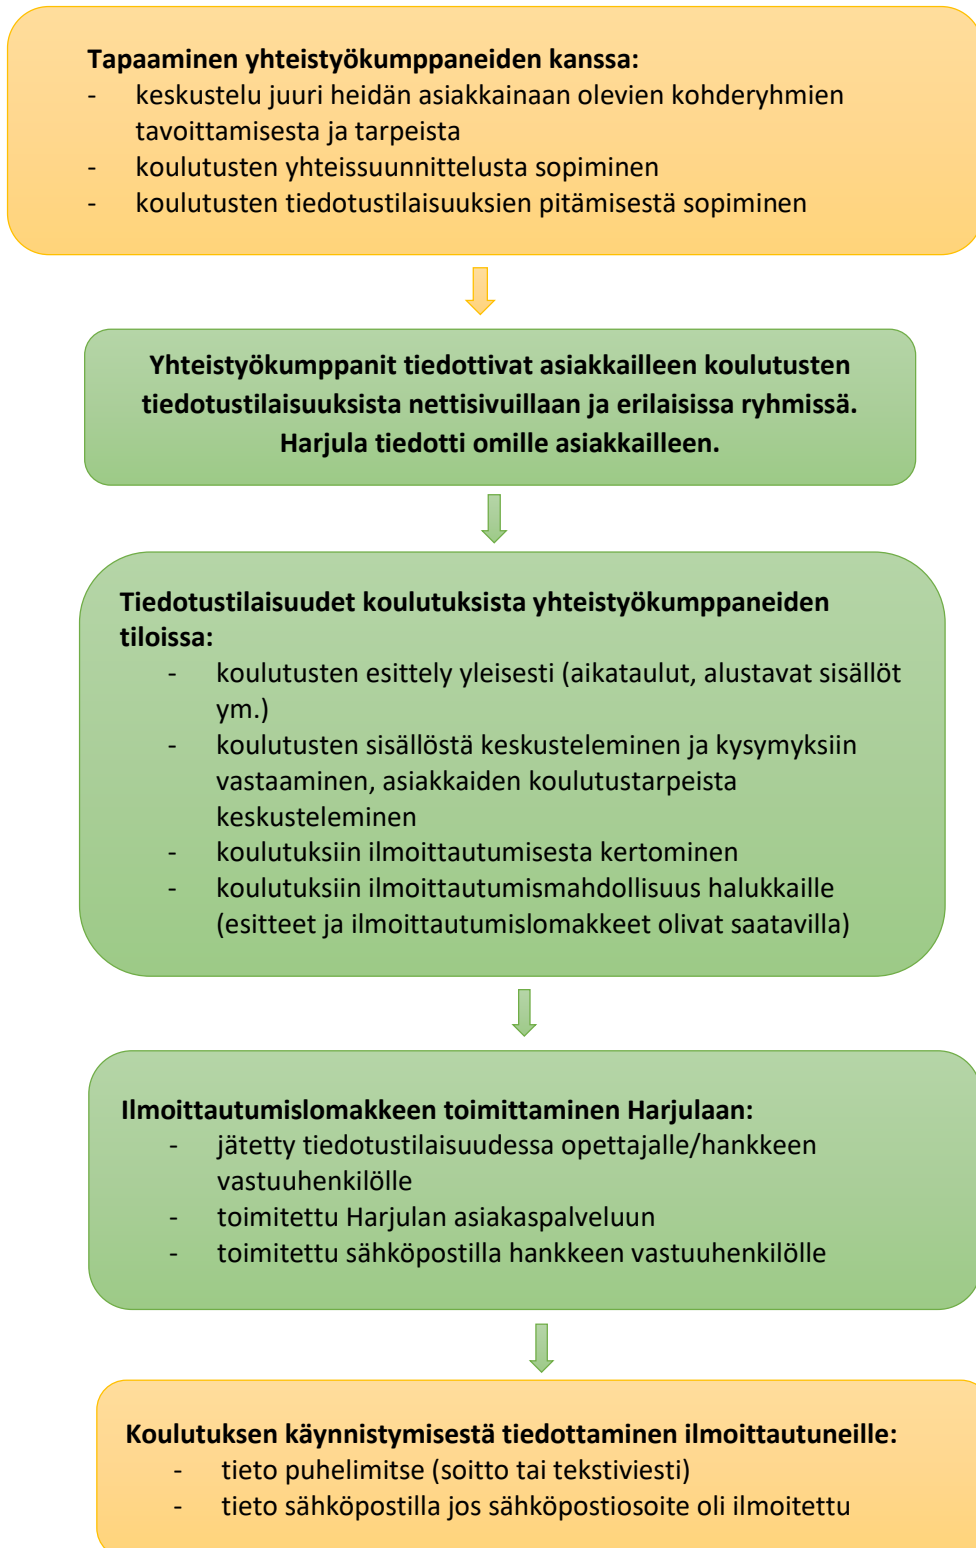 Tapaaminen yhteistyökumppaneiden kanssa:
- keskustelu juuri heidän asiakkainaan olevien kohderyhmien
tavoittamisesta ja tarpeista
- koulutusten yhteissuunnittelusta sopiminen
- koulutusten tiedotustilaisuuksien pitämisestä sopiminen
Yhteistyökumppanit tiedottivat asiakkailleen koulutusten
tiedotustilaisuuksista nettisivuillaan ja erilaisissa ryhmissä.
Harjula tiedotti omille asiakkailleen.
Tiedotustilaisuudet koulutuksista yhteistyökumppaneiden
tiloissa:
- koulutusten esittely yleisesti (aikataulut, alustavat sisällöt
ym.)
- koulutusten sisällöstä keskusteleminen ja kysymyksiin
vastaaminen, asiakkaiden koulutustarpeista
keskusteleminen
- koulutuksiin ilmoittautumisesta kertominen
- koulutuksiin ilmoittautumismahdollisuus halukkaille
(esitteet ja ilmoittautumislomakkeet olivat saatavilla)
Ilmoittautumislomakkeen toimittaminen Harjulaan:
- jätetty tiedotustilaisuudessa opettajalle/hankkeen
vastuuhenkilölle
- toimitettu Harjulan asiakaspalveluun
- toimitettu sähköpostilla hankkeen vastuuhenkilölle
Koulutuksen käynnistymisestä tiedottaminen ilmoittautuneille:
- tieto puhelimitse (soitto tai tekstiviesti)
- tieto sähköpostilla jos sähköpostiosoite oli ilmoitettu